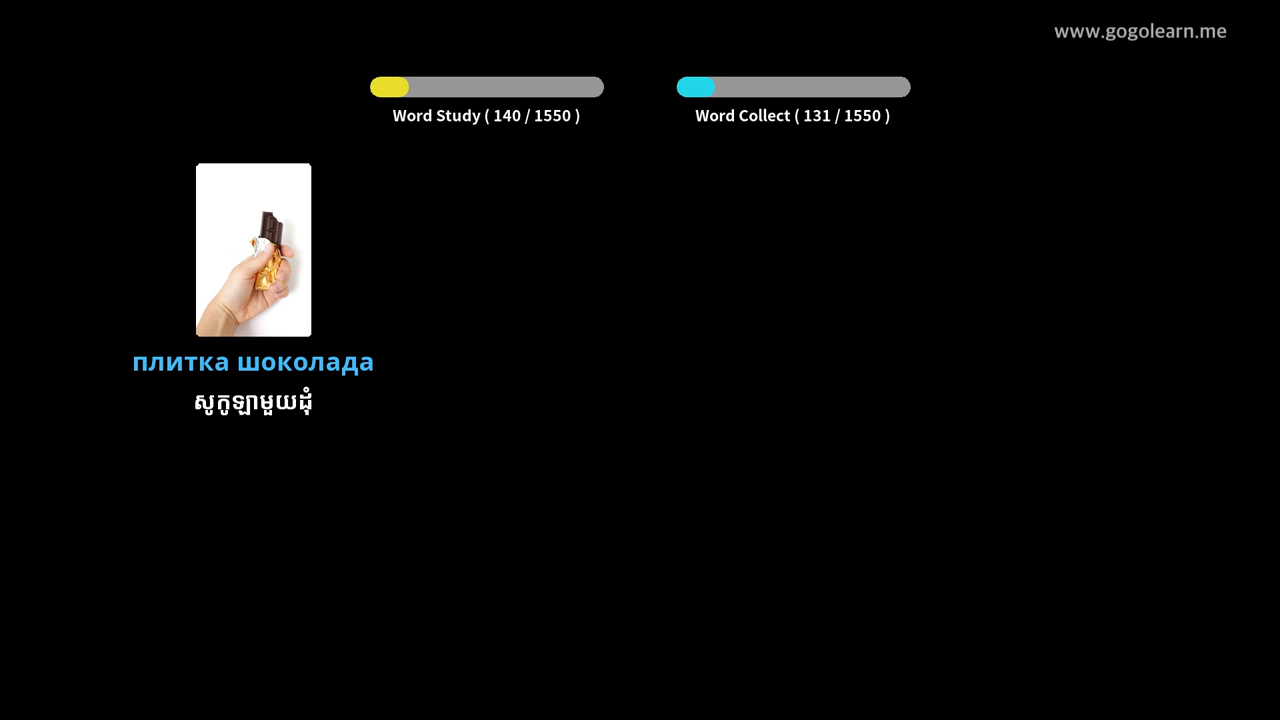 www.gogolearn.me
Word Study ( 140 / 1550 )
Word Collect ( 131 / 1550 )
плитка шоколада
សូកូឡាមួយដុំ